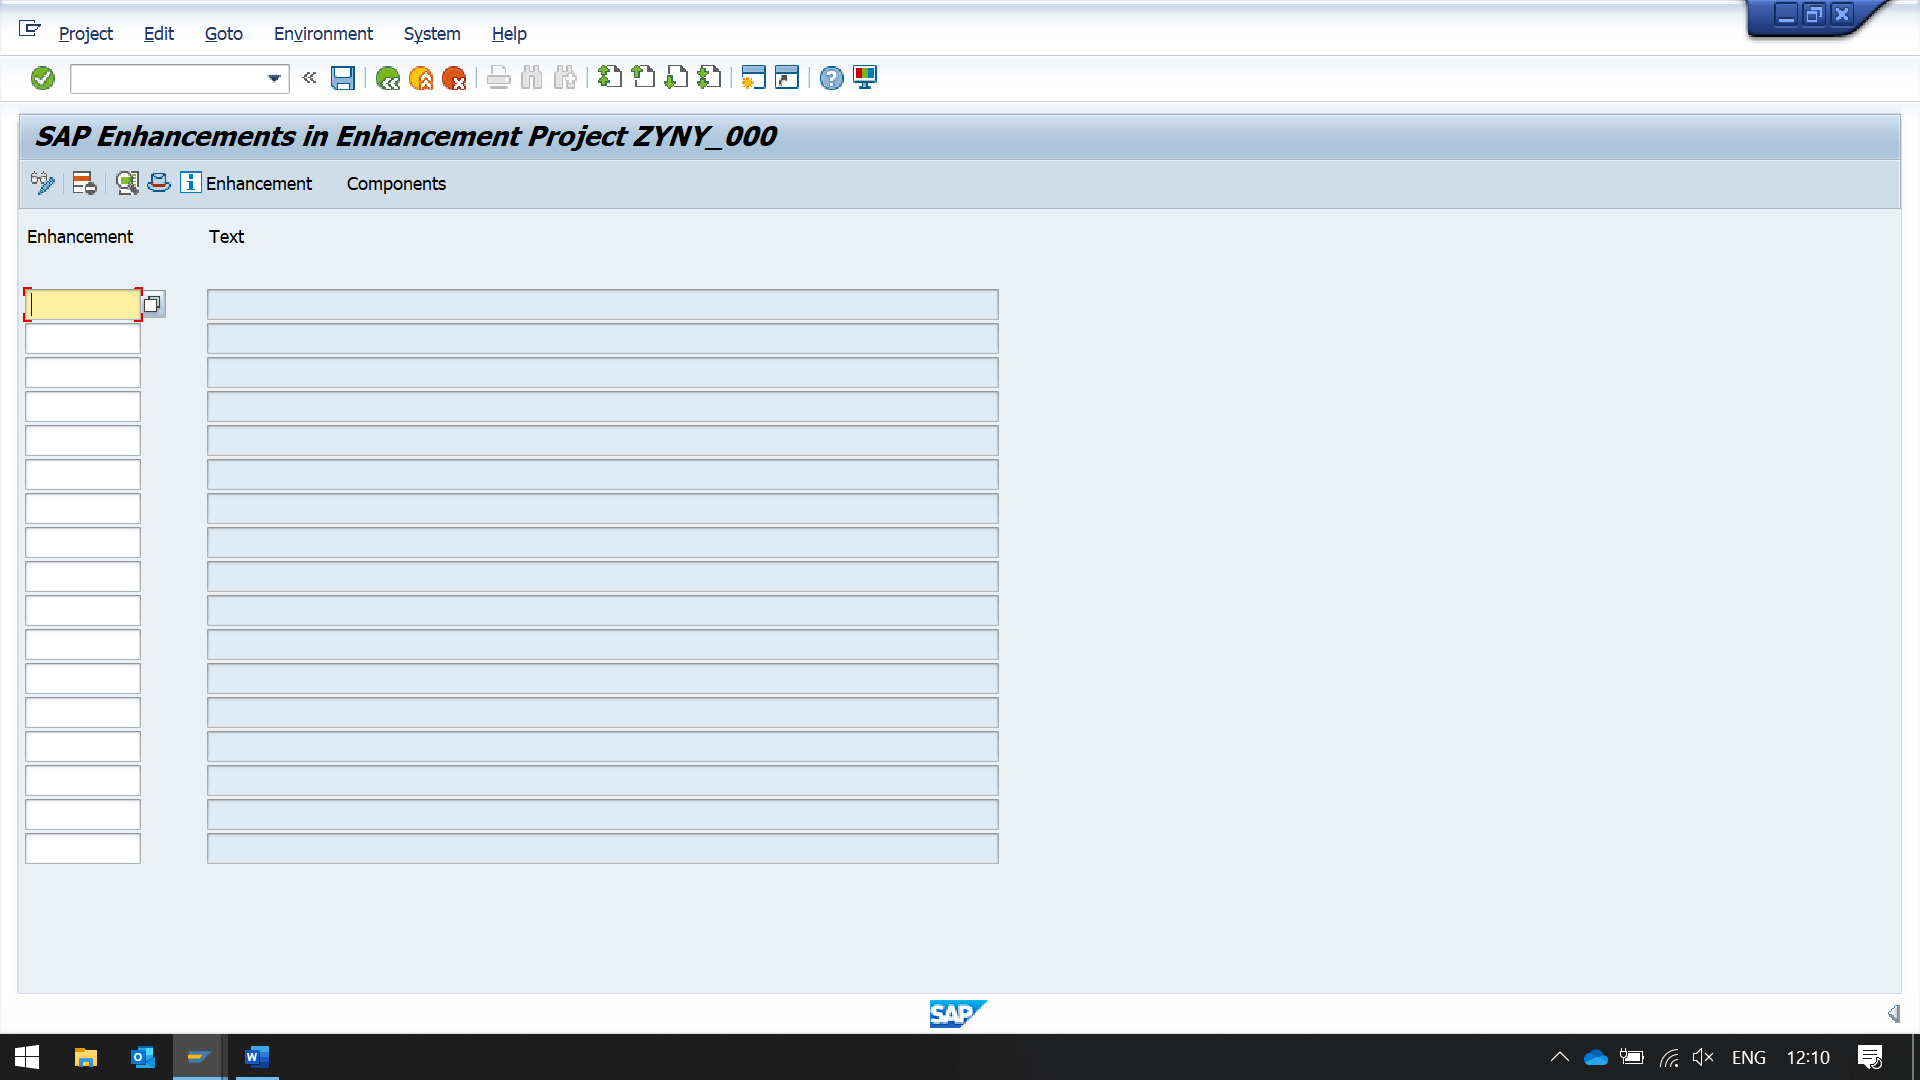 Project Edit Goto Environment System Help
SAP Enhancements in Enhancement Project ZYNY_000
Enhancement Components
Enhancement Text
SAP
ENG 12:10